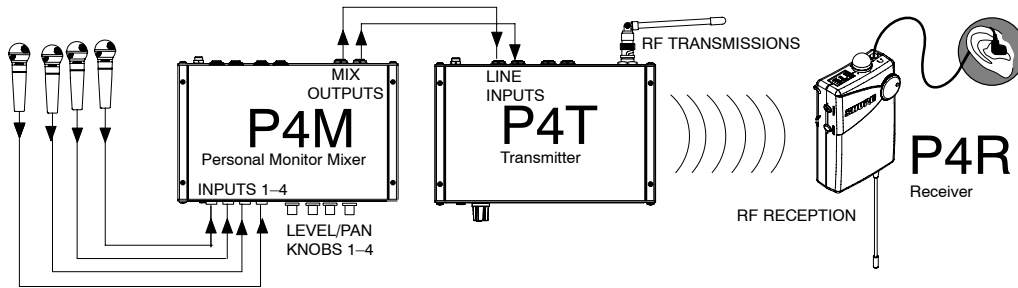 RF TRANSMISSIONS
MIX
OUTPUTS
LINE
INPUTS
P4M
Personal Monitor Mixer
P4T
Transmitter
SHURE
P4R
Receiver
INPUTS 1–4
LEVEL/PAN
KNOBS 1–4
RF RECEPTION